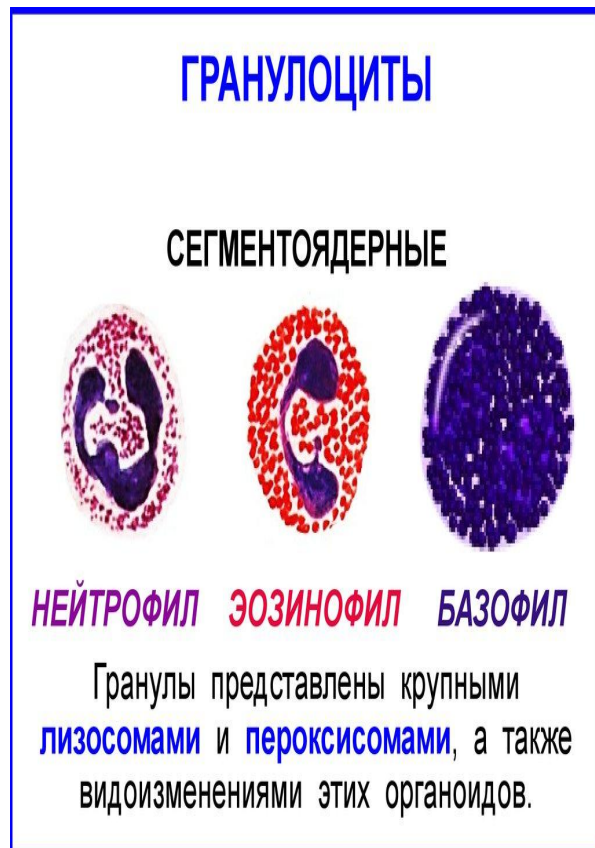 ГРАНУЛОЦИТЫ
СЕГМЕНТОЯДЕРНЫЕ
НЕЙТРОФИЛ ЭОЗИНОФИЛ БАЗОФИЛ
Гранулы представлены крупными
лизосомами и пероксисомами, а также
видоизменениями этих органоидов.